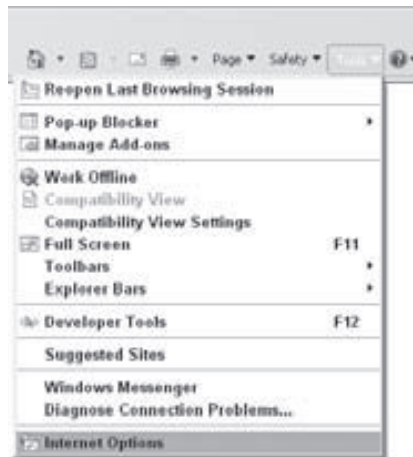 Page Safety
Reopen Last Browsing Session
Pop-up Blocker
Manage Add-ons
Work Offline
Compatibility View
Compatibility View Settings
Full Screen F11
Toolbars
Explorer Bars
Developer Tools F12
Suggested Sites
Windows Messenger
Diagnose Connection Problems...
Internet Options